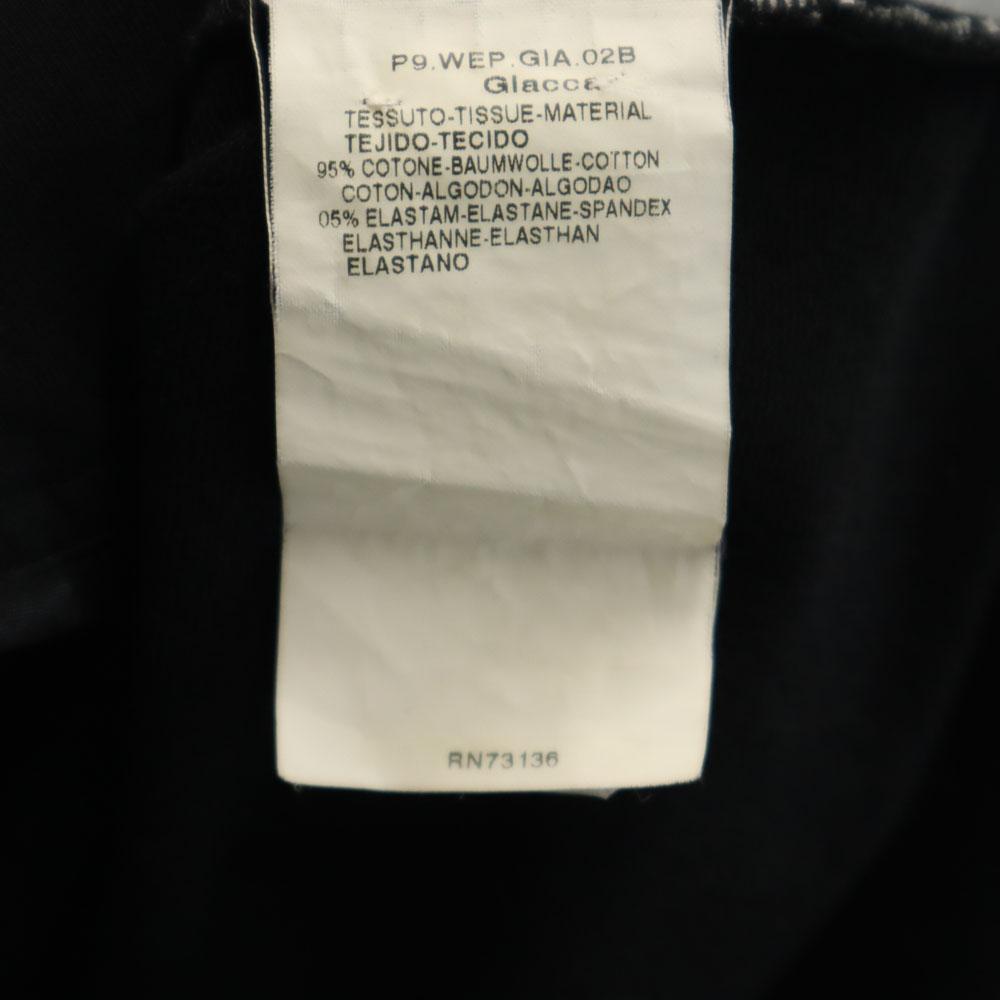 P9.WEP.GIA.02B
Giacca
TESSUTO-TISSUE-MATERIAL
TEJIDO-TECIDO
95% COTONE-BAUMWOLLE-COTTON
COTON-ALGODON-ALGODAO
05% ELASTAM-ELASTANE-SPANDEX
ELASTHANNE-ELASTHAN
ELASTANO
RN73136